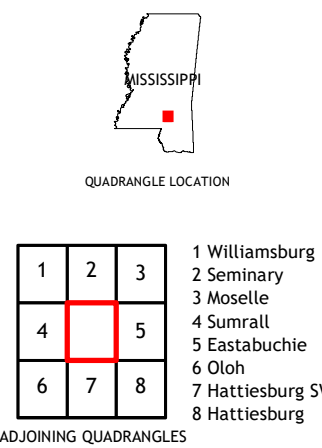 MISSISSIPPI
QUADRANGLE LOCATION
1 2 3
4 5
6 7 8
1 Williamsburg
2 Seminary
3 Moselle
4 Sumrall
5 Eastabuchie
6 Oloh
7 Hattiesburg
8 Hattiesburg
ADJOINING QUADRANGLES